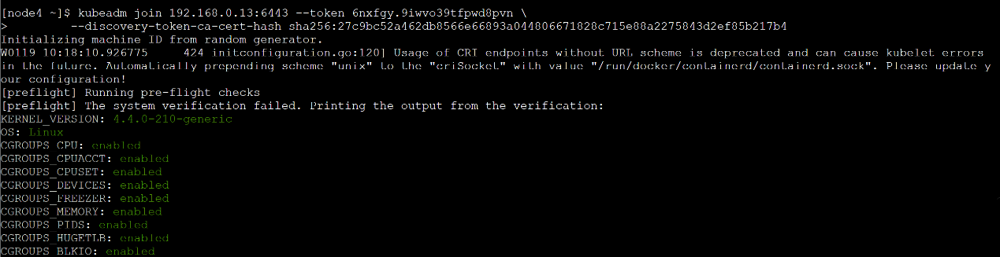 [node4 ~]$ kubeadm join 192.168.0.13:6443 --token 6nxfgy.9iwvo39tfpwd8pvn \
>         --discovery-token-ca-cert-hash sha256:27c9bc52a462db8566e66893a044806671828c715e88a2275843d2ef85b217b4
Initializing machine ID from random generator.
W0119 10:18:10.926775     424 initconfiguration.go:120] Usage of CRI endpoints without URL scheme is deprecated and can cause kubelet errors
in the future. Automatically prepending scheme "unix" to the "criSocket" with value "/run/docker/containerd/containerd.sock". Please update y
our configuration!
[preflight] Running pre-flight checks
[preflight] The system verification failed. Printing the output from the verification:
KERNEL_VERSION: 4.4.0-210-generic
OS: Linux
CGROUPS_CPU: enabled
CGROUPS_CPUACCT: enabled
CGROUPS_CPUSET: enabled
CGROUPS_DEVICES: enabled
CGROUPS_FREEZER: enabled
CGROUPS_MEMORY: enabled
CGROUPS_PIDS: enabled
CGROUPS_HUGETLB: enabled
CGROUPS_BLKIO: enabled